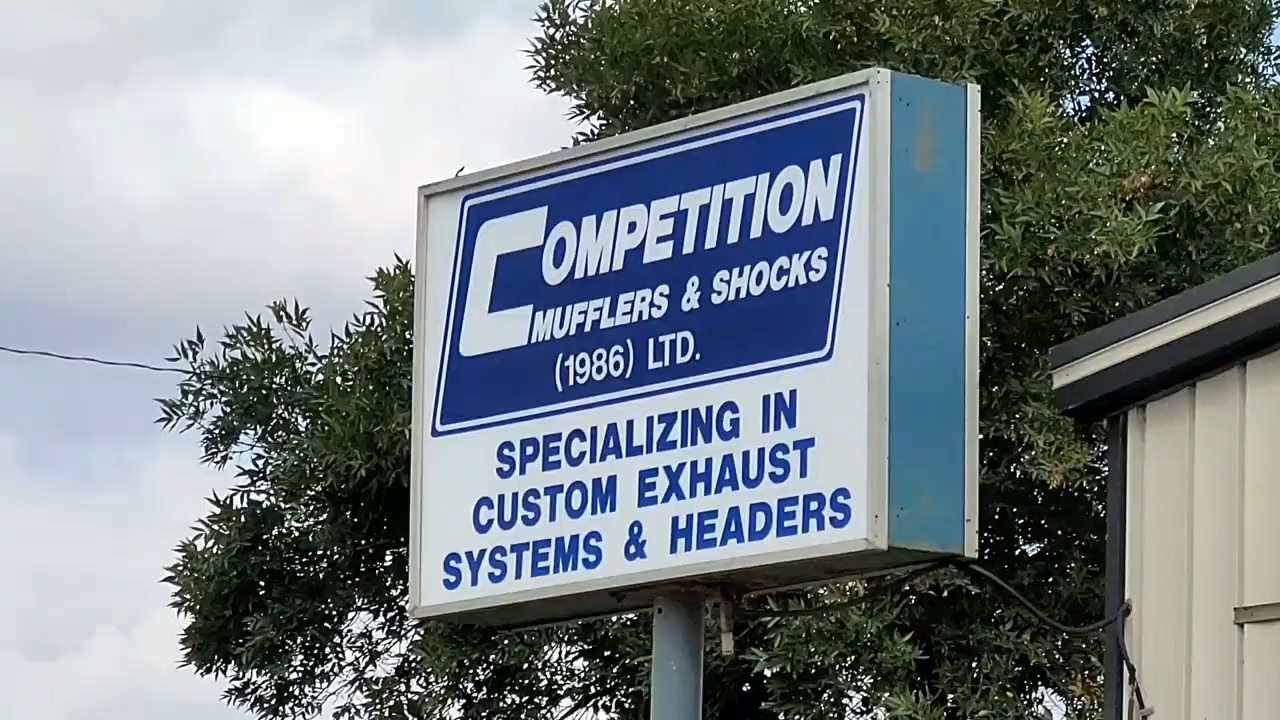 COMPETITION
MUFFLERS & SHOCKS
(1986) LTD.
SPECIALIZING IN
CUSTOM EXHAUST
SYSTEMS & HEADERS